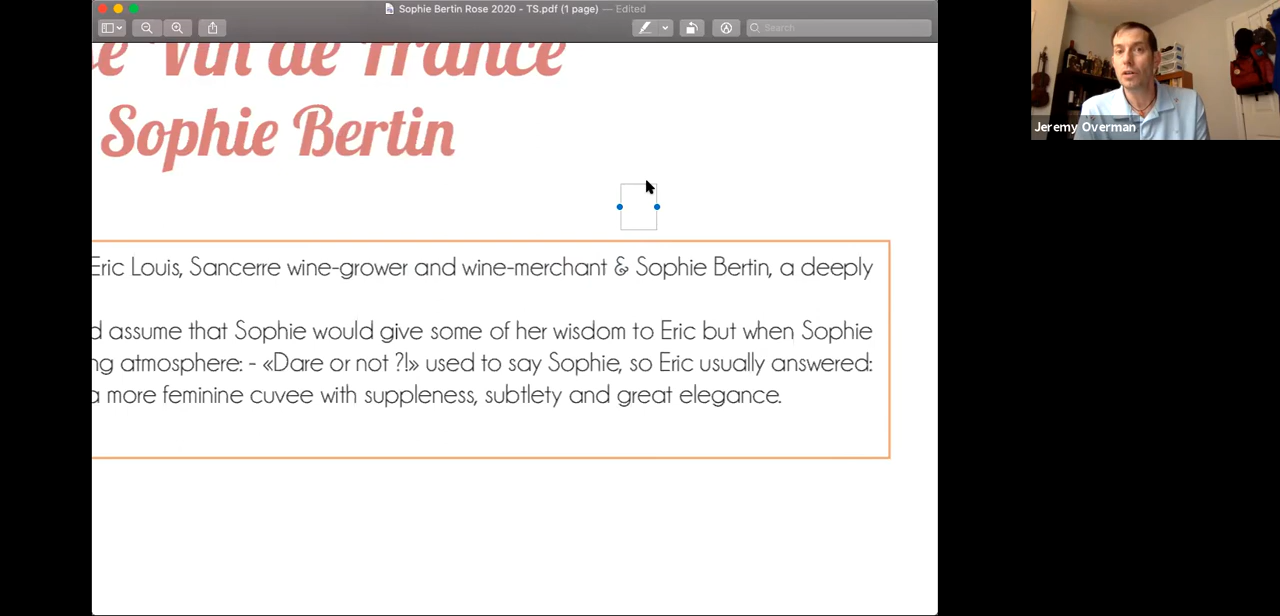 Sophie Bertin Rose 2020 - TS.pdf (1 page) — Edited
Search
Vin de France
Sophie Bertin
Eric Louis, Sancerre wine-grower and wine-merchant & Sophie Bertin, a deeply
d assume that Sophie would give some of her wisdom to Eric but when Sophie
ng atmosphere: - «Dare or not ?!» used to say Sophie, so Eric usually answered:
a more feminine cuvee with suppleness, subtlety and great elegance.
Jeremy Overman